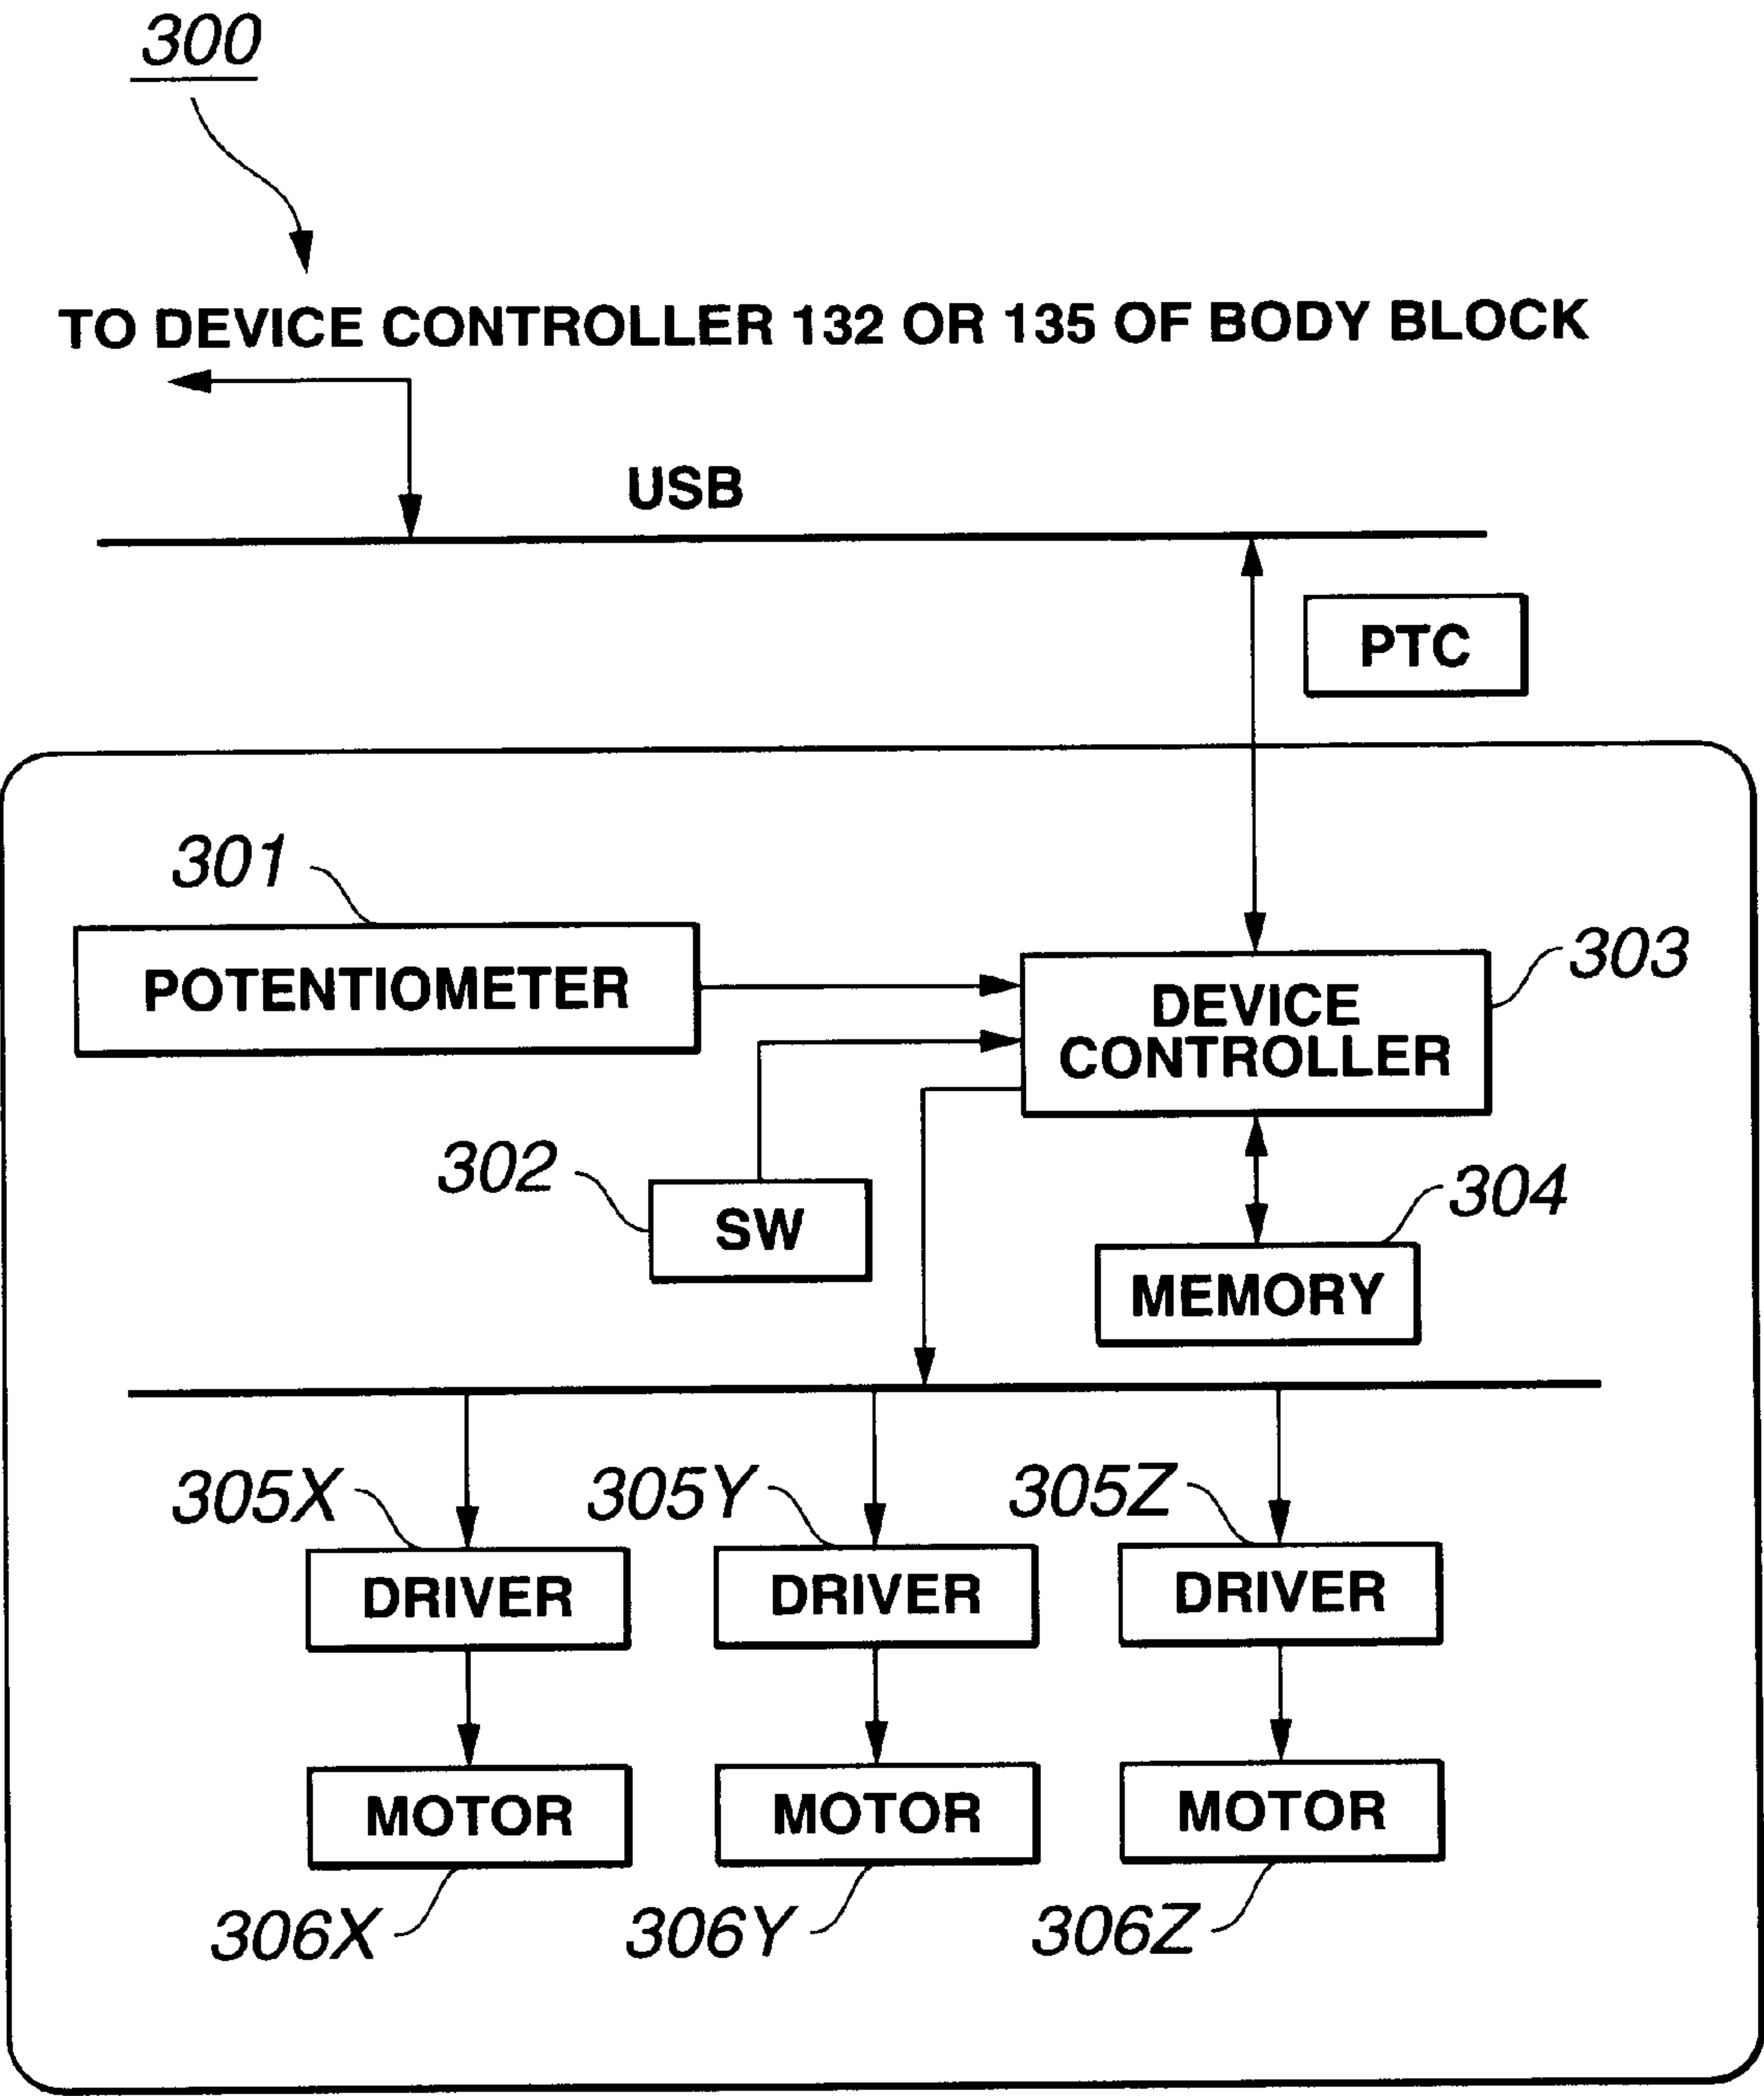 300
TO DEVICE CONTROLLER 132 OR 135 OF BODY BLOCK
USB
PTC
301
POTENTIOMETER
303
DEVICE
CONTROLLER
302
SW
304
MEMORY
305X
305Y
305Z
DRIVER
DRIVER
DRIVER
MOTOR
MOTOR
MOTOR
306X
306Y
306Z